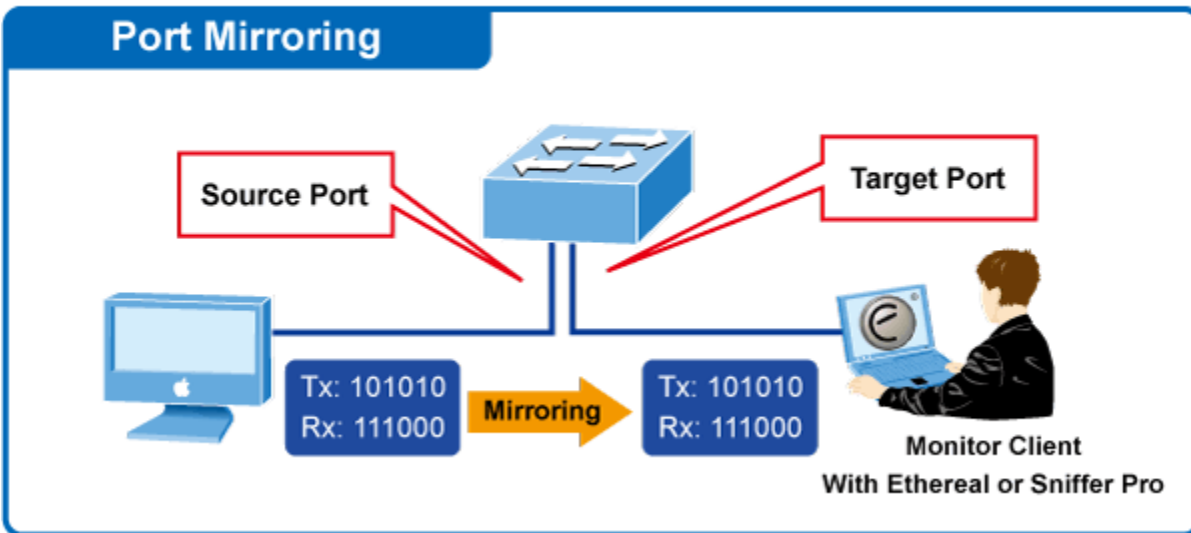 Port Mirroring
Source Port
Target Port
Tx: 101010
Rx: 111000
Mirroring
Tx: 101010
Rx: 111000
Monitor Client
With Ethereal or Sniffer Pro